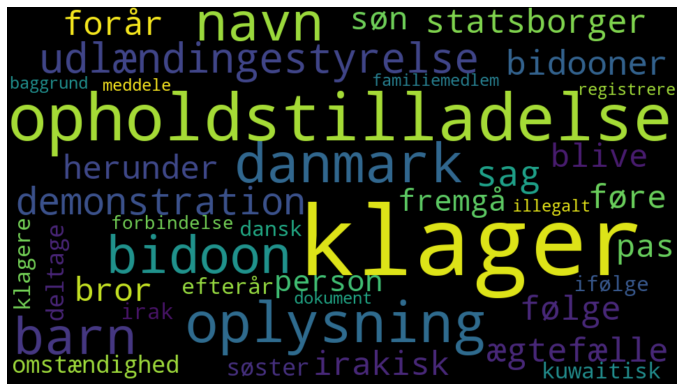 forår navn søn statsborger
udlændingestyrelse bidooner
baggrund meddele familiemedlem registrere
opholdstilladelse
herunder danmark sag blive
demonstration fremgå illegalt føre
forbindelse dansk klager
klagere deltage bidoon person pas
bror efterår ifølge
irak dokument
barn oplysning følge
omstændighed søster irakisk ægtefælle
kuwaitisk